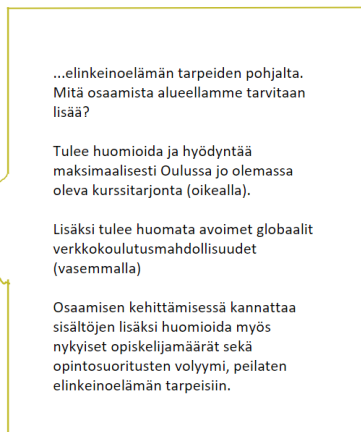 ...elinkeinoelämän tarpeiden pohjalta.
Mitä osaamista alueellamme tarvitaan
lisää?
Tulee huomioida ja hyödyntää
maksimaalisesti Oulussa jo olemassa
oleva kurssitarjonta (oikealla).
Lisäksi tulee huomata avoimet globaalit
verkkokoulutusmahdollisuudet
(vasemmalla)
Osaamisen kehittämisessä kannattaa
sisältöjen lisäksi huomioida myös
nykyiset opiskelijamäärät sekä
opintosuoritusten volyymi, peilaten
elinkeinoelämän tarpeisiin.